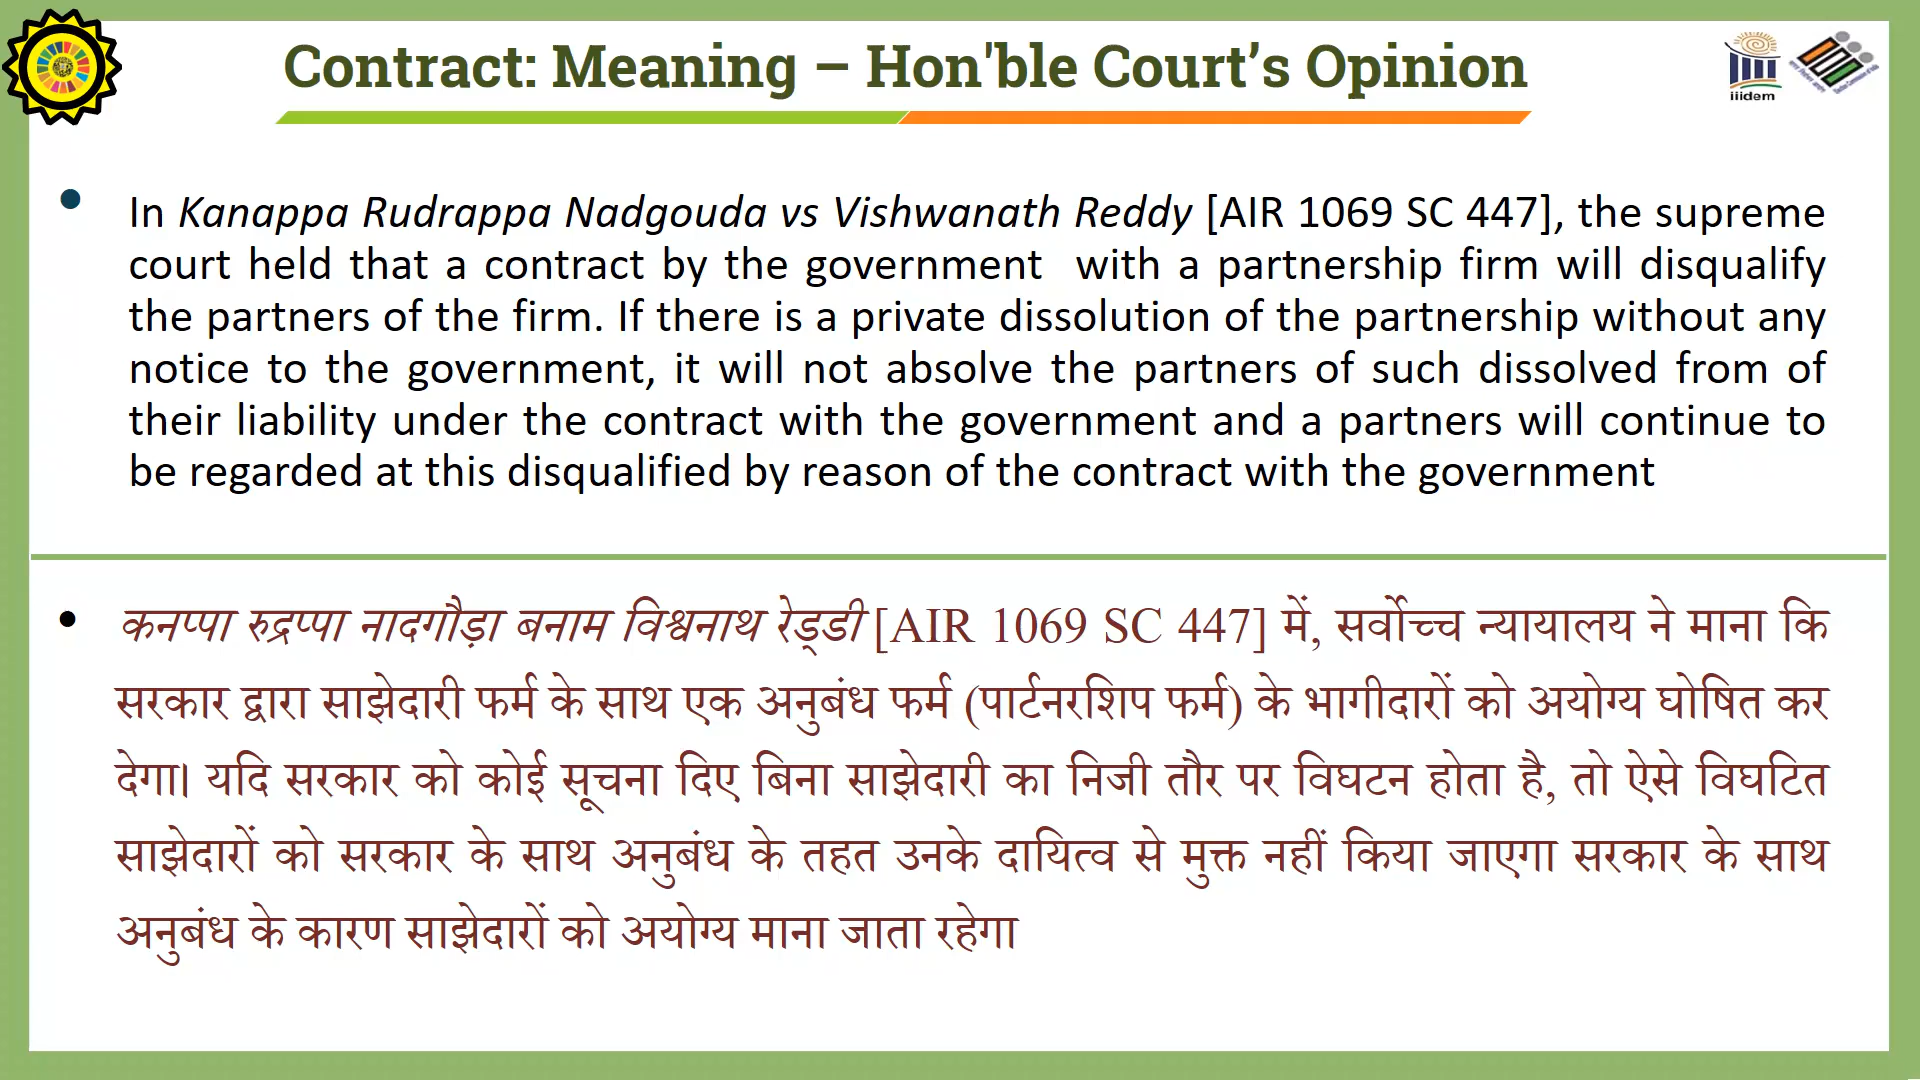 Contract: Meaning – Hon'ble Court’s Opinion
iiidem
• In Kanappa Rudrappa Nadgouda vs Vishwanath Reddy [AIR 1069 SC 447], the supreme
court held that a contract by the government with a partnership firm will disqualify
the partners of the firm. If there is a private dissolution of the partnership without any
notice to the government, it will not absolve the partners of such dissolved from of
their liability under the contract with the government and a partners will continue to
be regarded at this disqualified by reason of the contract with the government
• कनप्पा रुद्रप्पा नादगौड़ा बनाम विश्वनाथ रेड्डी [AIR 1069 SC 447] में, सर्वोच्च न्यायालय ने माना कि
सरकार द्वारा साझेदारी फर्म के साथ एक अनुबंध फर्म (पार्टनरशिप फर्म) के भागीदारों को अयोग्य घोषित कर
देगा। यदि सरकार को कोई सूचना दिए बिना साझेदारी का निजी तौर पर विघटन होता है, तो ऐसे विघटित
साझेदारों को सरकार के साथ अनुबंध के तहत उनके दायित्व से मुक्त नहीं किया जाएगा सरकार के साथ
अनुबंध के कारण साझेदारों को अयोग्य माना जाता रहेगा